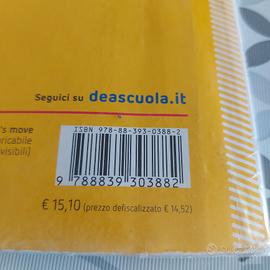 Seguici su deascuola.it
's move
ricabile
visibili)
ISBN 978-88-393-0388-2
9 788839 303882
€ 15,10 (prezzo defiscalizzato € 14,52)